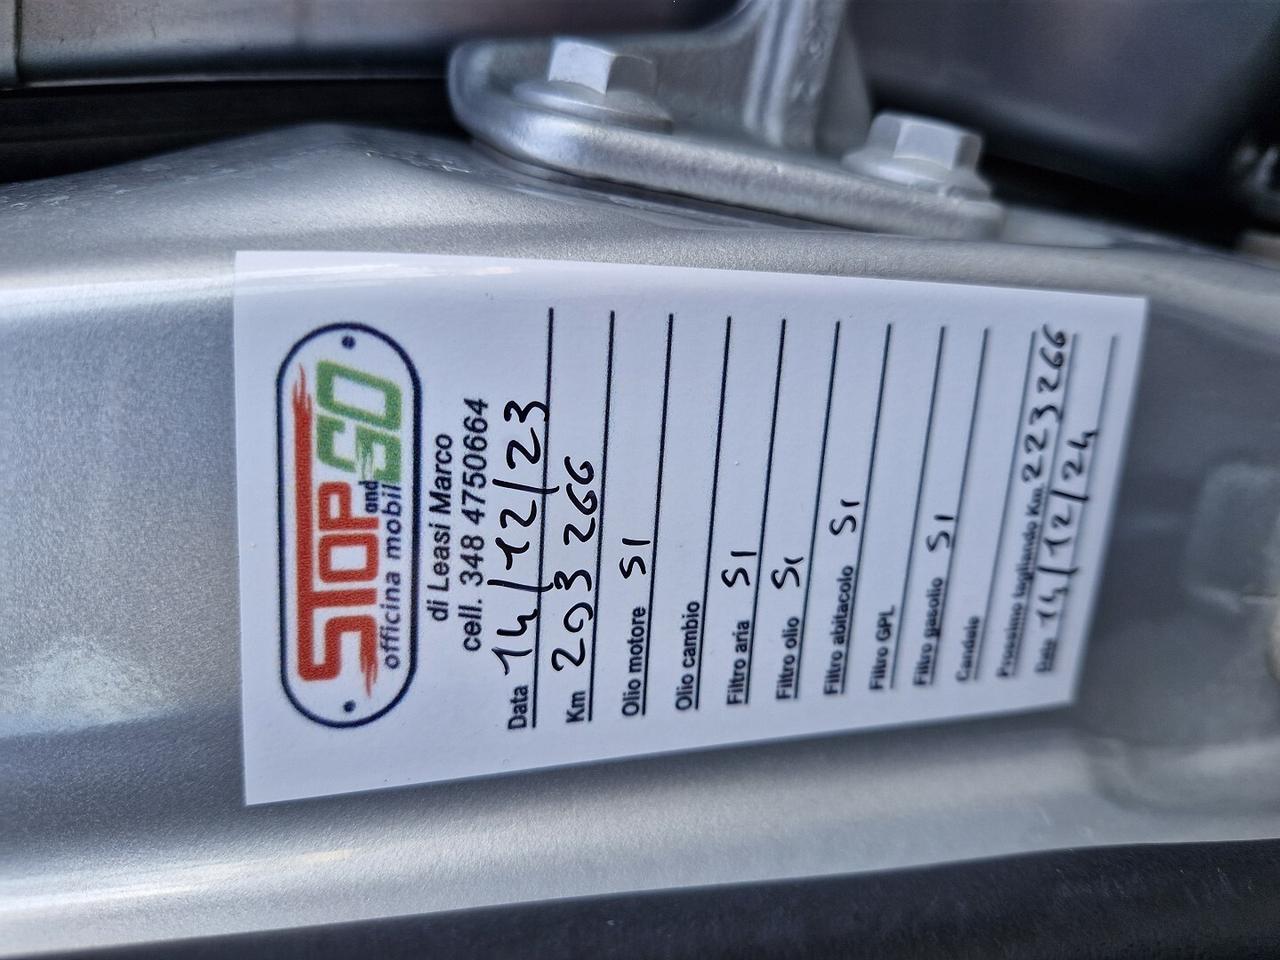 STOP and GO
officina mobile
di Leasi Marco
cell. 348 4750664
Data 14/12/23
Km 203 266
Olio motore SI
Olio cambio
Filtro aria SI
Filtro olio SI
Filtro abitacolo SI
Filtro GPL
Filtro gasolio SI
Candele
Prossimo tagliando Km 223266
Data 14/12/24